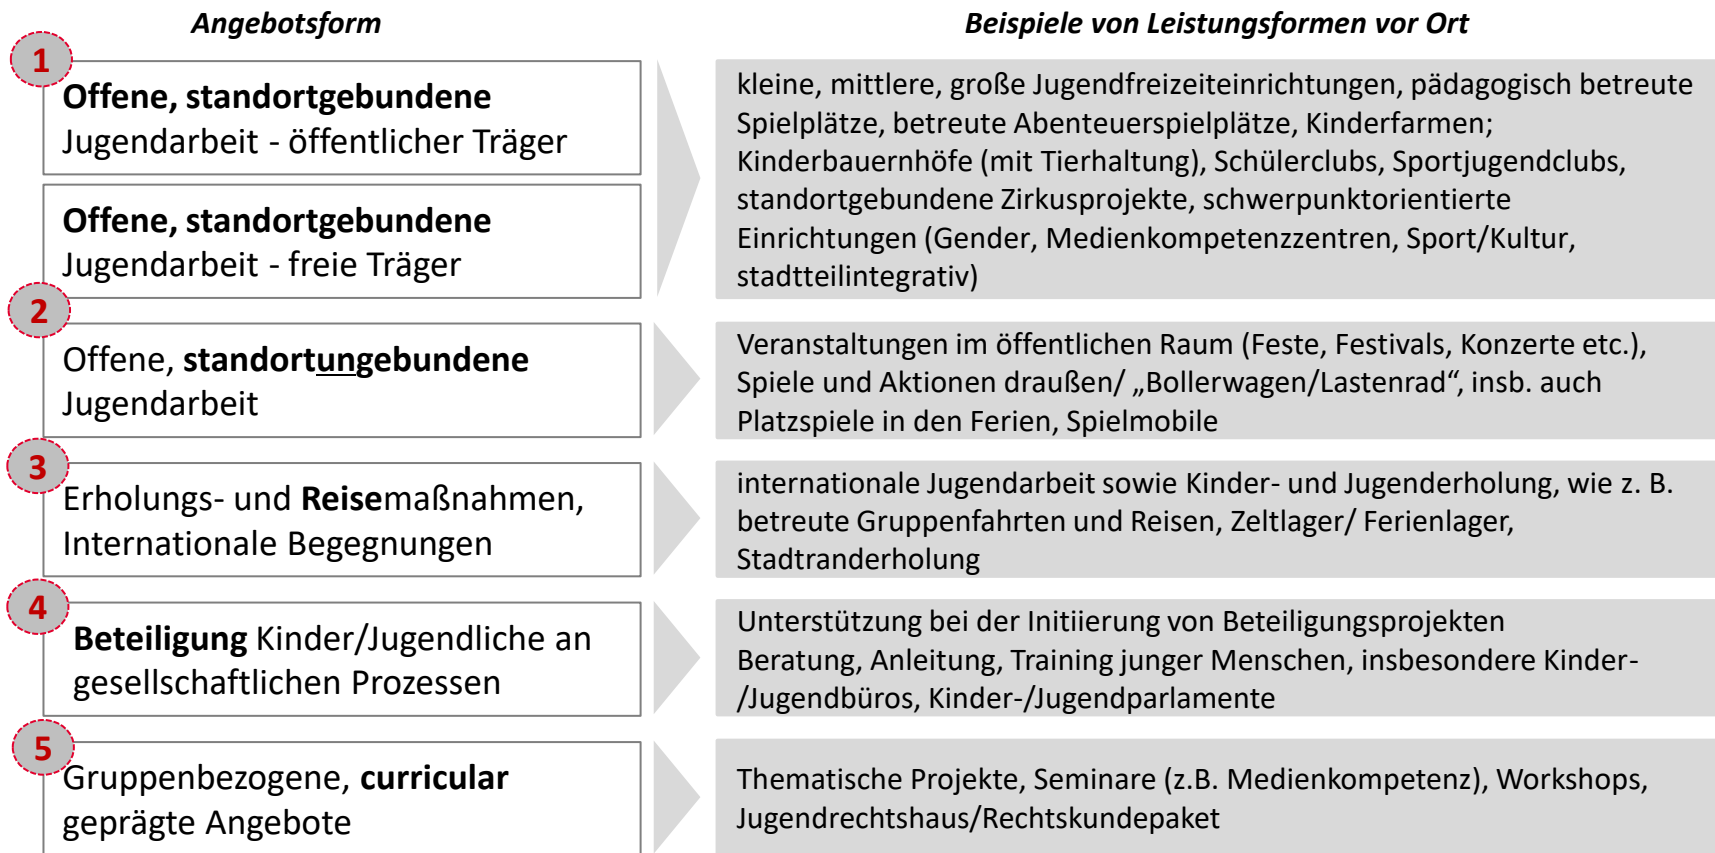 Angebotsform
Beispiele von Leistungsformen vor Ort
1
Offene, standortgebundene
Jugendarbeit - öffentlicher Träger
Offene, standortgebundene
Jugendarbeit - freie Träger
kleine, mittlere, große Jugendfreizeiteinrichtungen, pädagogisch betreute
Spielplätze, betreute Abenteuerspielplätze, Kinderfarmen;
Kinderbauernhöfe (mit Tierhaltung), Schülerclubs, Sportjugendclubs,
standortgebundene Zirkusprojekte, schwerpunktorientierte
Einrichtungen (Gender, Medienkompetenzzentren, Sport/Kultur,
stadtteilintegrativ)
2
Offene, standortungebundene
Jugendarbeit
Veranstaltungen im öffentlichen Raum (Feste, Festivals, Konzerte etc.),
Spiele und Aktionen draußen/ „Bollerwagen/Lastenrad“, insb. auch
Platzspiele in den Ferien, Spielmobile
3
Erholungs- und Reisemaßnahmen,
Internationale Begegnungen
internationale Jugendarbeit sowie Kinder- und Jugenderholung, wie z. B.
betreute Gruppenfahrten und Reisen, Zeltlager/ Ferienlager,
Stadtranderholung
4
Beteiligung Kinder/Jugendliche an
gesellschaftlichen Prozessen
Unterstützung bei der Initiierung von Beteiligungsprojekten
Beratung, Anleitung, Training junger Menschen, insbesondere Kinder-
/Jugendbüros, Kinder-/Jugendparlamente
5
Gruppenbezogene, curricular
geprägte Angebote
Thematische Projekte, Seminare (z.B. Medienkompetenz), Workshops,
Jugendrechtshaus/Rechtskundepaket